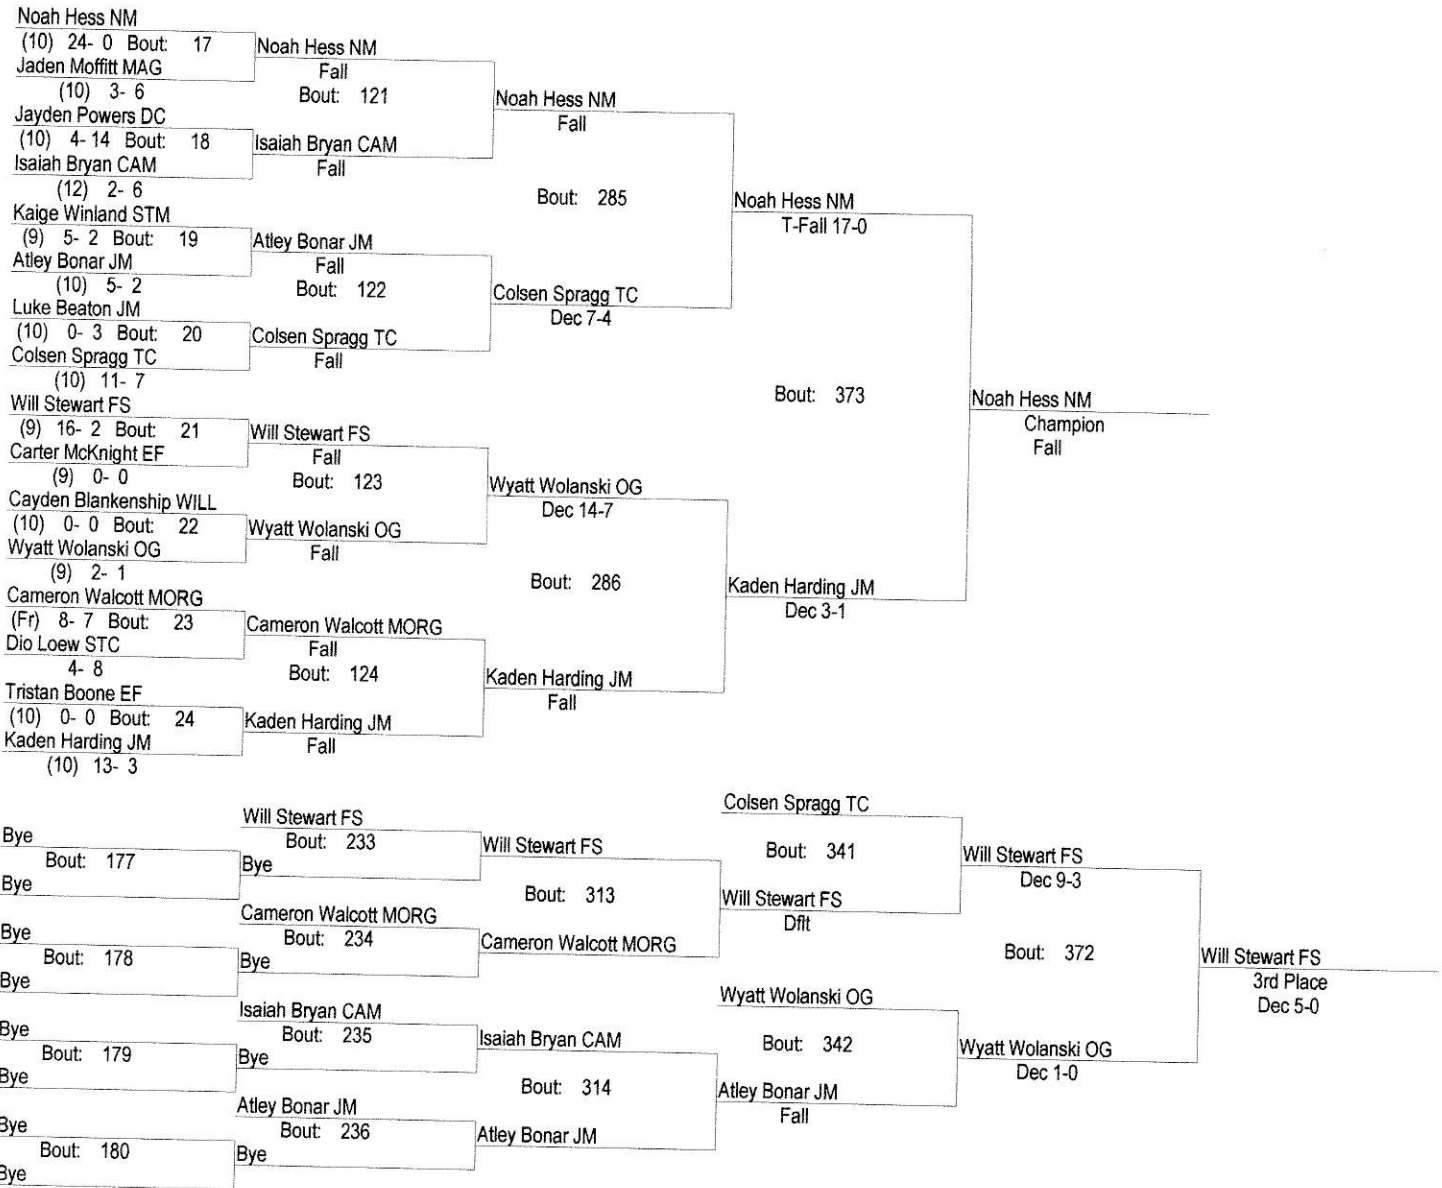 Noah Hess NM
(10) 24- 0 Bout: 17
Jaden Moffitt MAG
(10) 3- 6
Jayden Powers DC
(10) 4- 14 Bout: 18
Isaiah Bryan CAM
(12) 2- 6
Kaige Winland STM
(9) 5- 2 Bout: 19
Atley Bonar JM
(10) 5- 2
Luke Beaton JM
(10) 0- 3 Bout: 20
Colsen Spragg TC
(10) 11- 7
Will Stewart FS
(9) 16- 2 Bout: 21
Carter McKnight EF
(9) 0- 0
Cayden Blankenship WILL
(10) 0- 0 Bout: 22
Wyatt Wolanski OG
(9) 2- 1
Cameron Walcott MORG
(Fr) 8- 7 Bout: 23
Dio Loew STC
4- 8
Tristan Boone EF
(10) 0- 0 Bout: 24
Kaden Harding JM
(10) 13- 3
Noah Hess NM
Fall
Bout: 121
Isaiah Bryan CAM
Fall
Atley Bonar JM
Fall
Bout: 122
Colsen Spragg TC
Fall
Will Stewart FS
Fall
Bout: 123
Wyatt Wolanski OG
Fall
Cameron Walcott MORG
Fall
Bout: 124
Kaden Harding JM
Fall
Noah Hess NM
Fall
Bout: 285
Colsen Spragg TC
Dec 7-4
Wyatt Wolanski OG
Dec 14-7
Bout: 286
Kaden Harding JM
Fall
Noah Hess NM
T-Fall 17-0
Bout: 373
Kaden Harding JM
Dec 3-1
Noah Hess NM
Champion
Fall
Bye
Bout: 177
Bye
Bye
Bout: 178
Bye
Bye
Bout: 179
Bye
Bye
Bout: 180
Bye
Will Stewart FS
Bout: 233
Bye
Cameron Walcott MORG
Bout: 234
Bye
Isaiah Bryan CAM
Bout: 235
Bye
Atley Bonar JM
Bout: 236
Bye
Will Stewart FS
Bout: 313
Cameron Walcott MORG
Isaiah Bryan CAM
Bout: 314
Atley Bonar JM
Colsen Spragg TC
Bout: 341
Will Stewart FS
Dflt
Wyatt Wolanski OG
Bout: 342
Atley Bonar JM
Fall
Will Stewart FS
Dec 9-3
Bout: 372
Wyatt Wolanski OG
Dec 1-0
Will Stewart FS
3rd Place
Dec 5-0